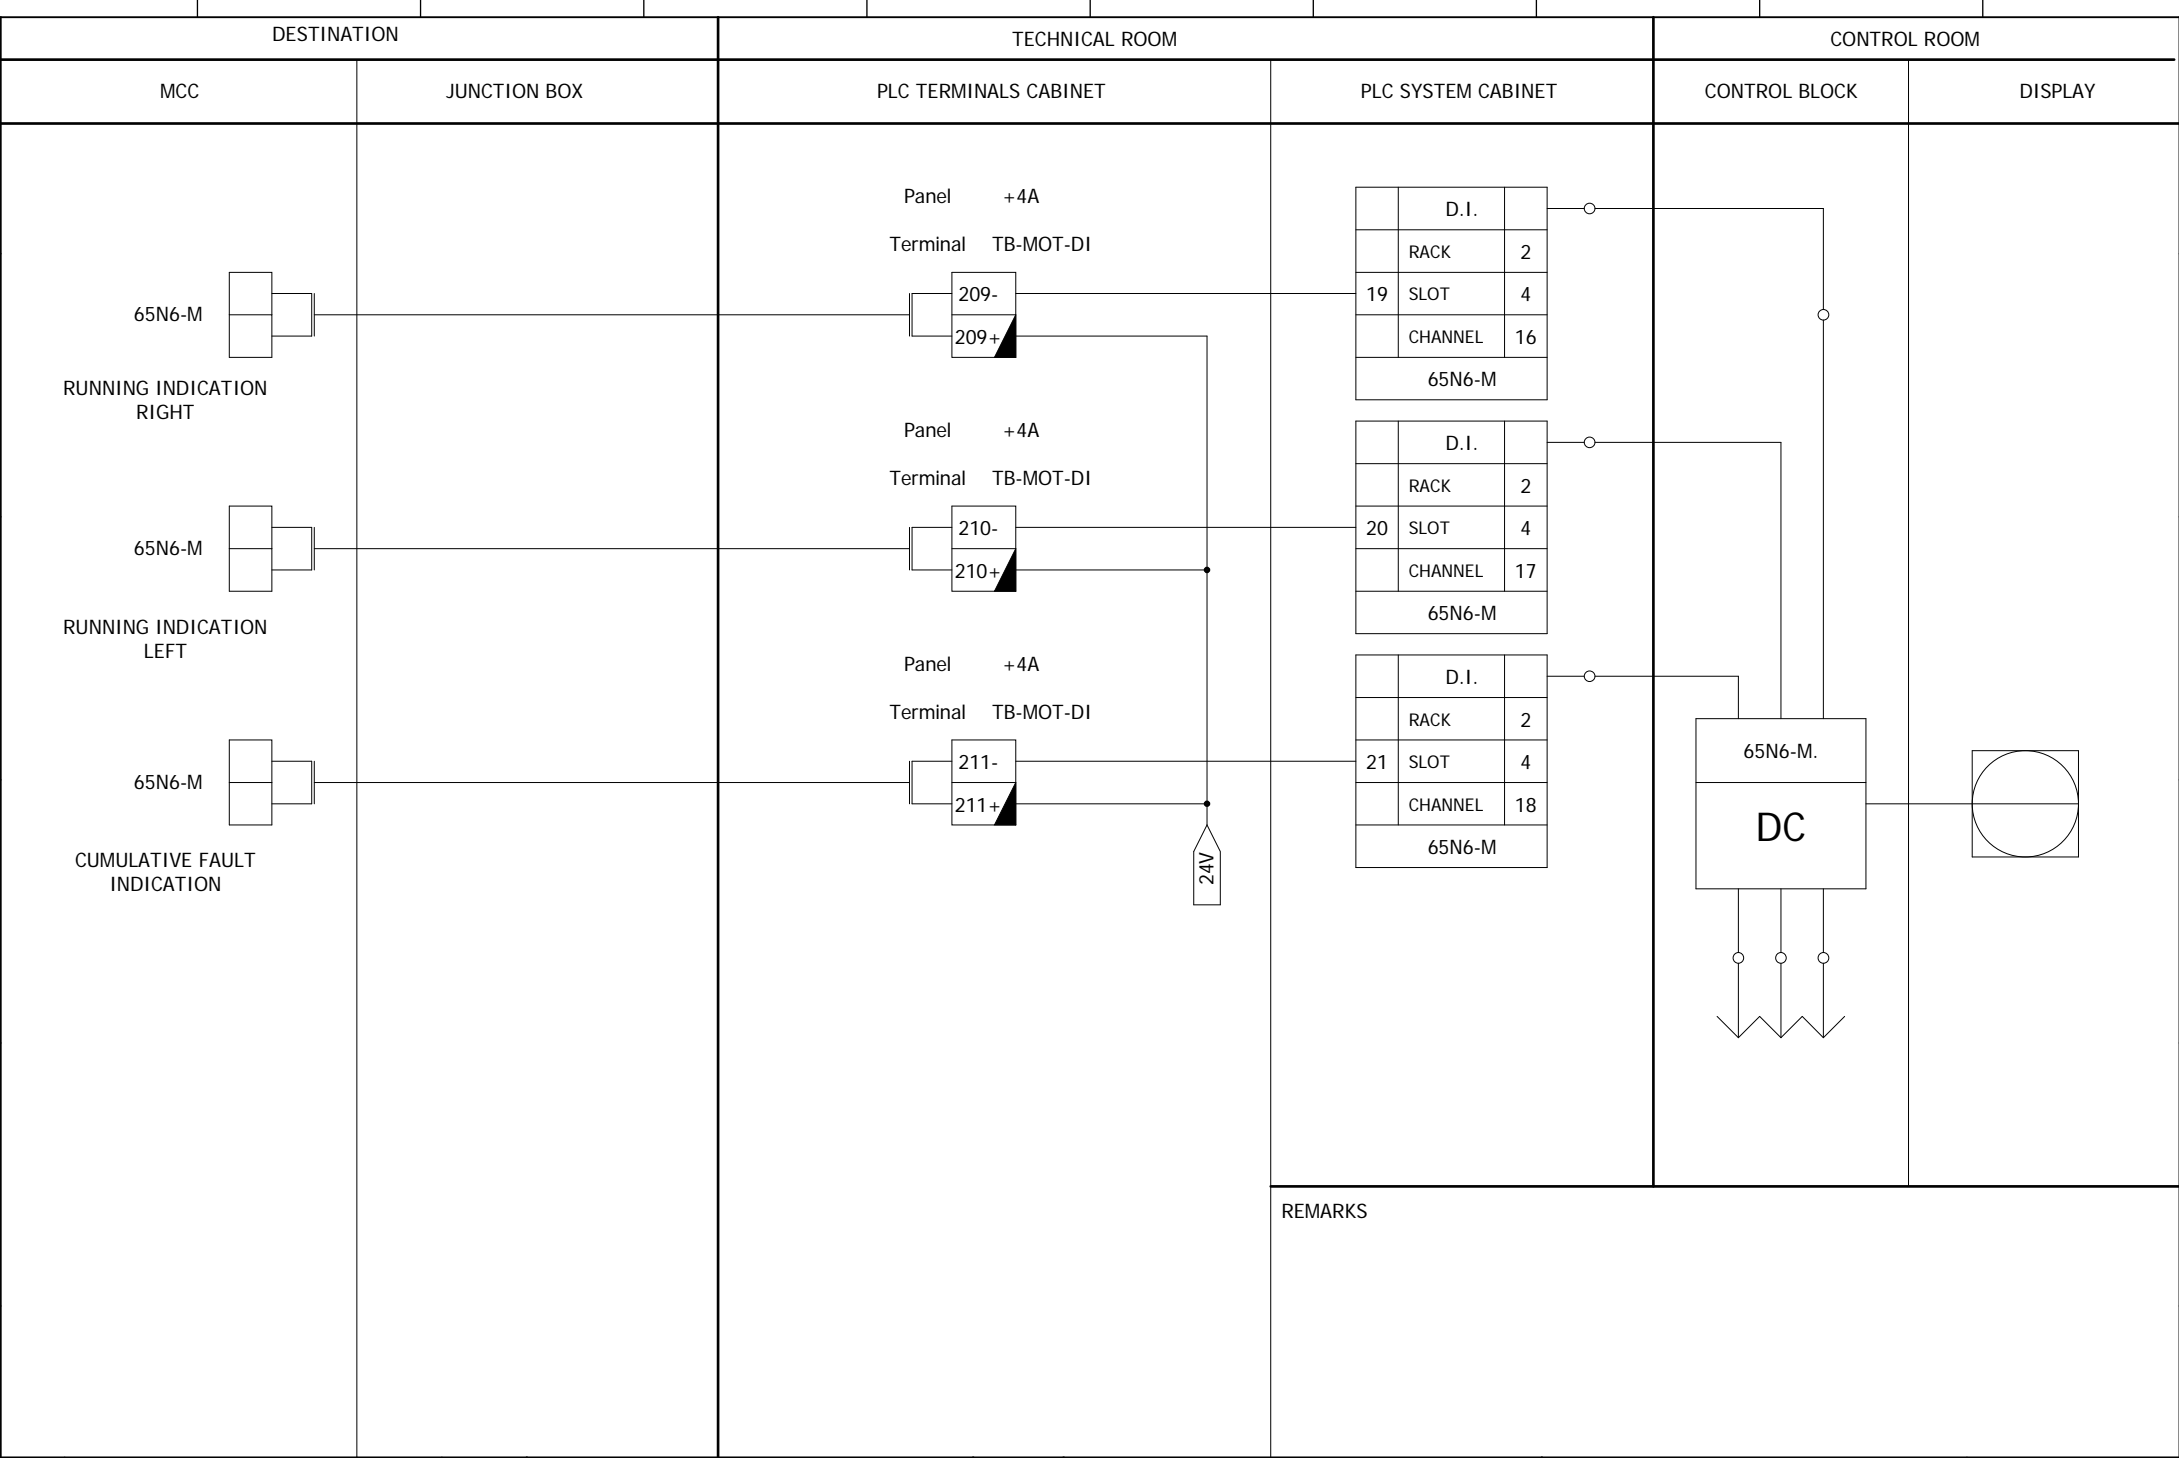 DESTINATION
TECHNICAL ROOM
CONTROL ROOM
MCC
JUNCTION BOX
PLC TERMINALS CABINET
PLC SYSTEM CABINET
CONTROL BLOCK
DISPLAY
65N6-M
RUNNING INDICATION
RIGHT
Panel +4A
Terminal TB-MOT-DI
209-
209+
D.I.
RACK 2
19 SLOT 4
CHANNEL 16
65N6-M
65N6-M
RUNNING INDICATION
LEFT
Panel +4A
Terminal TB-MOT-DI
210-
210+
D.I.
RACK 2
20 SLOT 4
CHANNEL 17
65N6-M
65N6-M
CUMULATIVE FAULT
INDICATION
Panel +4A
Terminal TB-MOT-DI
211-
211+
24V
D.I.
RACK 2
21 SLOT 4
CHANNEL 18
65N6-M
65N6-M.
DC
REMARKS